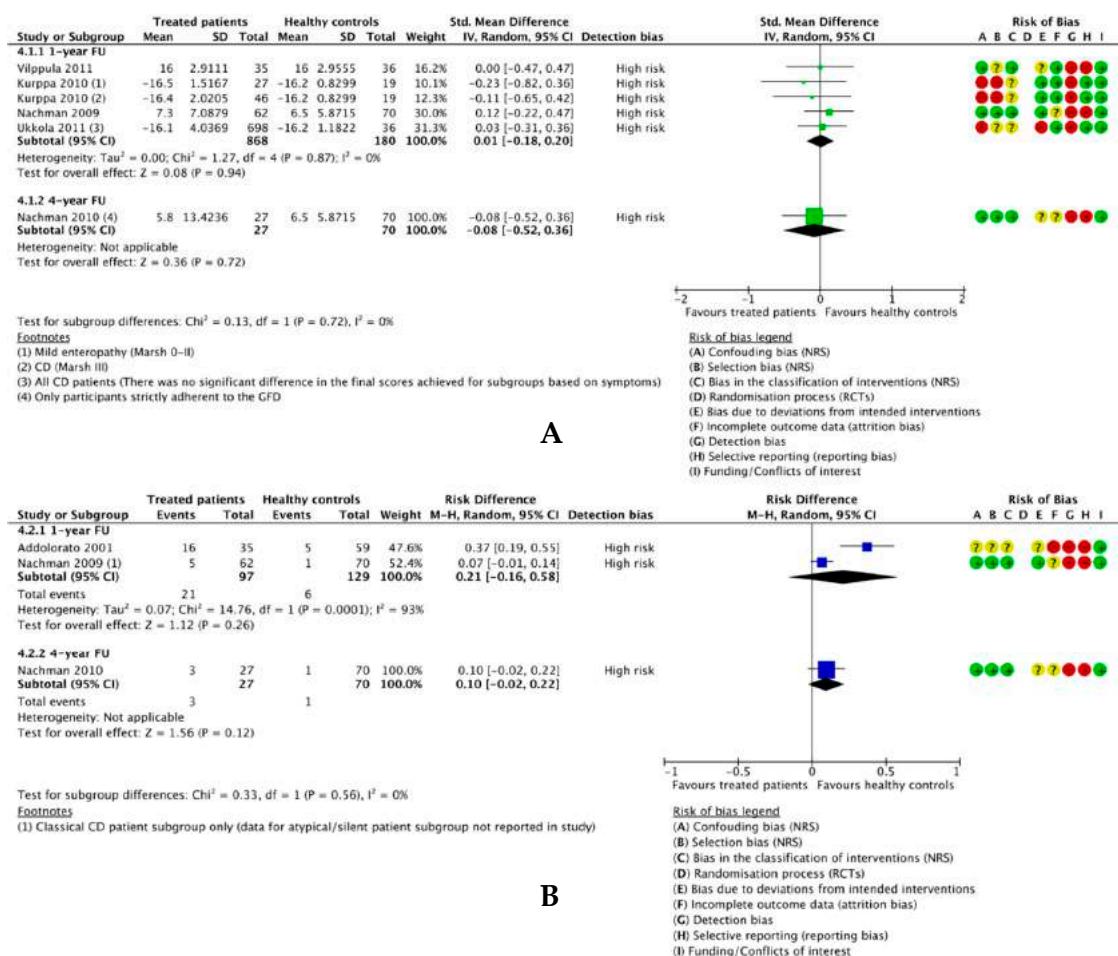 Treated patients Healthy controls Std. Mean Difference Std. Mean Difference Risk of Bias
Study or Subgroup Mean SD Total Mean SD Total Weight IV, Random, 95% CI Detection bias IV, Random, 95% CI A B C D E F G H I
4.1.1 1-year FU
Vilppula 2011 16 2.9111 35 16 2.9555 36 16.2% 0.00 [-0.47, 0.47] High risk + ? + ? + - - +
Kurppa 2010 (1) -16.5 1.5167 27 -16.2 0.8299 19 10.1% -0.23 [-0.82, 0.36] High risk
Kurppa 2010 (2) -16.4 2.0205 46 -16.2 0.8299 19 12.3% -0.11 [-0.65, 0.42] High risk
Nachman 2009 7.3 7.0879 62 6.5 5.8715 70 30.0% 0.12 [-0.22, 0.47] High risk
Ukkola 2011 (3) -16.1 4.0369 698 -16.2 1.1822 36 31.3% 0.03 [-0.31, 0.36] High risk
Subtotal (95% CI) 868 180 100.0% 0.01 [-0.18, 0.20]
Heterogeneity: Tau² = 0.00; Chi² = 1.27, df = 4 (P = 0.87); I² = 0%
Test for overall effect: Z = 0.08 (P = 0.94)
4.1.2 4-year FU
Nachman 2010 (4) 5.8 13.4236 27 6.5 5.8715 70 100.0% -0.08 [-0.52, 0.36] High risk
Subtotal (95% CI) 27 70 100.0% -0.08 [-0.52, 0.36]
Heterogeneity: Not applicable
Test for overall effect: Z = 0.36 (P = 0.72)
-2 -1 0 1 2
Favours treated patients Favours healthy controls
Test for subgroup differences: Chi² = 0.13, df = 1 (P = 0.72), I² = 0%
Footnotes
(1) Mild enteropathy (Marsh 0-II)
(2) CD (Marsh III)
(3) All CD patients (There was no significant difference in the final scores achieved for subgroups based on symptoms)
(4) Only participants strictly adherent to the GFD
Risk of bias legend
(A) Confouding bias (NRS)
(B) Selection bias (NRS)
(C) Bias in the classification of interventions (NRS)
(D) Randomisation process (RCTs)
(E) Bias due to deviations from intended interventions
(F) Incomplete outcome data (attrition bias)
(G) Detection bias
(H) Selective reporting (reporting bias)
(I) Funding/Conflicts of interest
A
Treated patients Healthy controls Risk Difference Risk Difference Risk of Bias
Study or Subgroup Events Total Events Total Weight M-H, Random, 95% CI Detection bias M-H, Random, 95% CI A B C D E F G H I
4.2.1 1-year FU
Addolorato 2001 16 35 5 59 47.6% 0.37 [0.19, 0.55] High risk
Nachman 2009 (1) 5 62 1 70 52.4% 0.07 [-0.01, 0.14] High risk
Subtotal (95% CI) 97 129 100.0% 0.21 [-0.16, 0.58]
Total events 21 6
Heterogeneity: Tau² = 0.07; Chi² = 14.76, df = 1 (P = 0.0001); I² = 93%
Test for overall effect: Z = 1.12 (P = 0.26)
4.2.2 4-year FU
Nachman 2010 3 27 1 70 100.0% 0.10 [-0.02, 0.22] High risk
Subtotal (95% CI) 27 70 100.0% 0.10 [-0.02, 0.22]
Total events 3 1
Heterogeneity: Not applicable
Test for overall effect: Z = 1.56 (P = 0.12)
-1 -0.5 0 0.5 1
Favours treated patients Favours healthy controls
Test for subgroup differences: Chi² = 0.33, df = 1 (P = 0.56), I² = 0%
Footnotes
(1) Classical CD patient subgroup only (data for atypical/silent patient subgroup not reported in study)
Risk of bias legend
(A) Confouding bias (NRS)
(B) Selection bias (NRS)
(C) Bias in the classification of interventions (NRS)
(D) Randomisation process (RCTs)
(E) Bias due to deviations from intended interventions
(F) Incomplete outcome data (attrition bias)
(G) Detection bias
(H) Selective reporting (reporting bias)
(I) Funding/Conflicts of interest
B